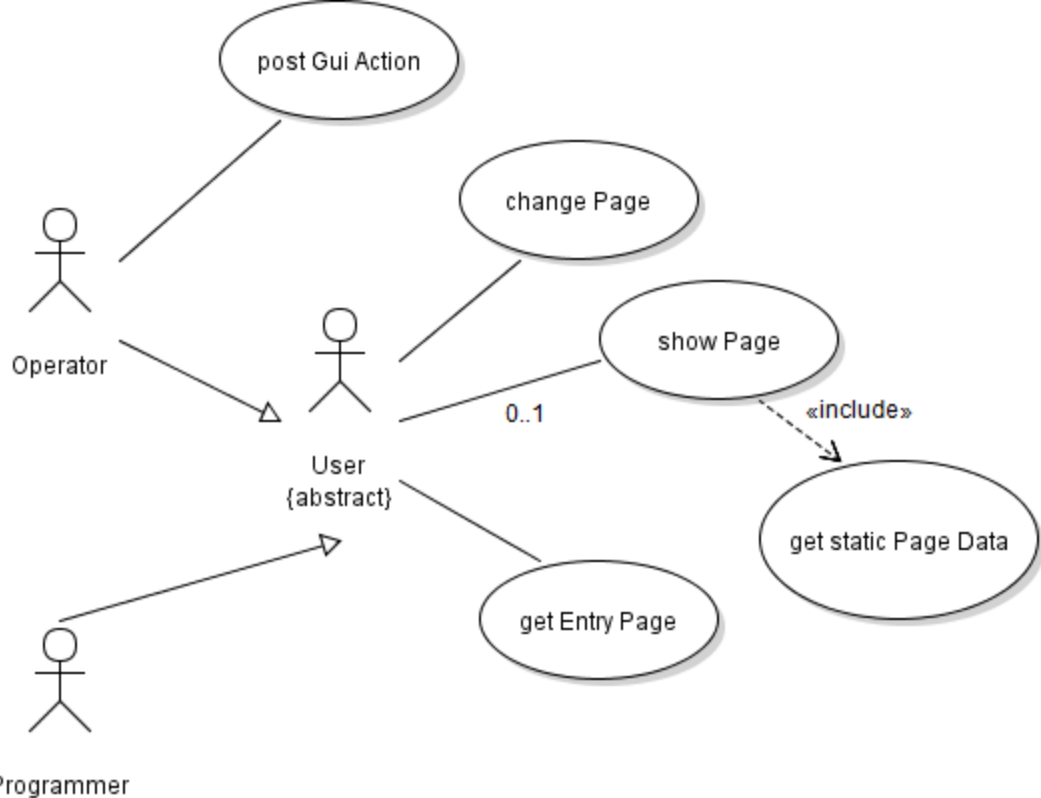 post Gui Action
change Page
show Page
Operator
0..1
«include»
User
{abstract}
get static Page Data
get Entry Page
Programmer